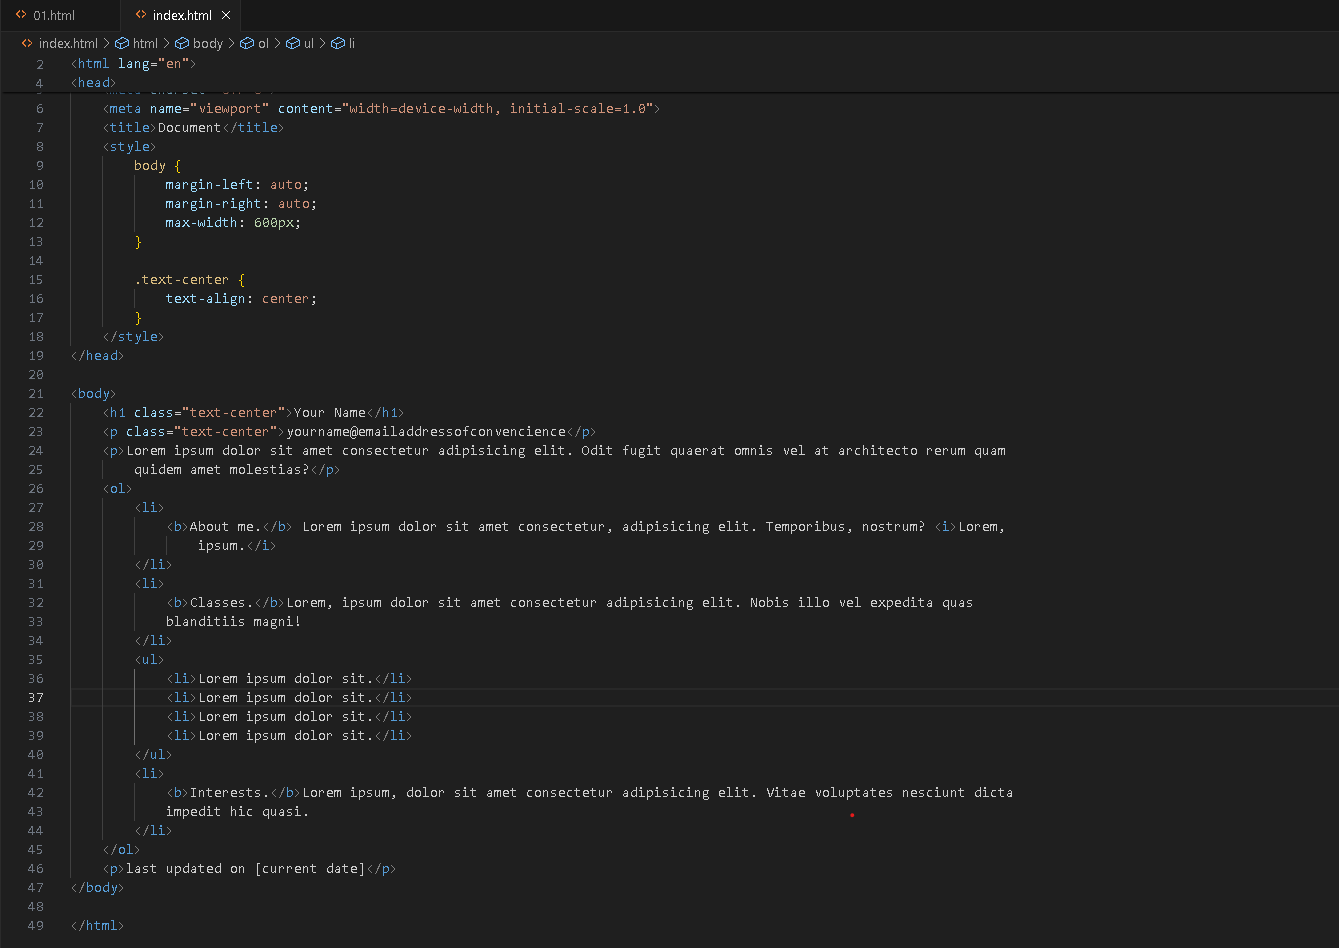 01.html
index.html
index.html > html > body > ol > ul > li
2 <html lang="en">
4 <head>
6 <meta name="viewport" content="width=device-width, initial-scale=1.0">
7 <title>Document</title>
8 <style>
9 body {
10 margin-left: auto;
11 margin-right: auto;
12 max-width: 600px;
13 }
14
15 .text-center {
16 text-align: center;
17 }
18 </style>
19 </head>
20
21 <body>
22 <h1 class="text-center">Your Name</h1>
23 <p class="text-center">yourname@emailaddressofconvencience</p>
24 <p>Lorem ipsum dolor sit amet consectetur adipisicing elit. Odit fugit quaerat omnis vel at architecto rerum quam
25 quidem amet molestias?</p>
26 <ol>
27 <li>
28 <b>About me.</b> Lorem ipsum dolor sit amet consectetur, adipisicing elit. Temporibus, nostrum? <i>Lorem,
29 ipsum.</i>
30 </li>
31 <li>
32 <b>Classes.</b>Lorem, ipsum dolor sit amet consectetur adipisicing elit. Nobis illo vel expedita quas
33 blanditiis magni!
34 </li>
35 <ul>
36 <li>Lorem ipsum dolor sit.</li>
37 <li>Lorem ipsum dolor sit.</li>
38 <li>Lorem ipsum dolor sit.</li>
39 <li>Lorem ipsum dolor sit.</li>
40 </ul>
41 <li>
42 <b>Interests.</b>Lorem ipsum, dolor sit amet consectetur adipisicing elit. Vitae voluptates nesciunt dicta
43 impedit hic quasi.
44 </li>
45 </ol>
46 <p>last updated on [current date]</p>
47 </body>
48
49 </html>